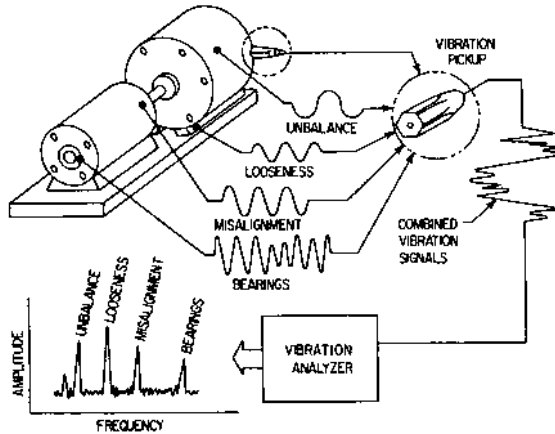 VIBRATION
PICKUP
UNBALANCE
LOOSENESS
MISALIGNMENT
BEARINGS
COMBINED
VIBRATION
SIGNALS
UNBALANCE
LOOSENESS
MISALIGNMENT
BEARINGS
AMPLITUDE
FREQUENCY
VIBRATION
ANALYZER